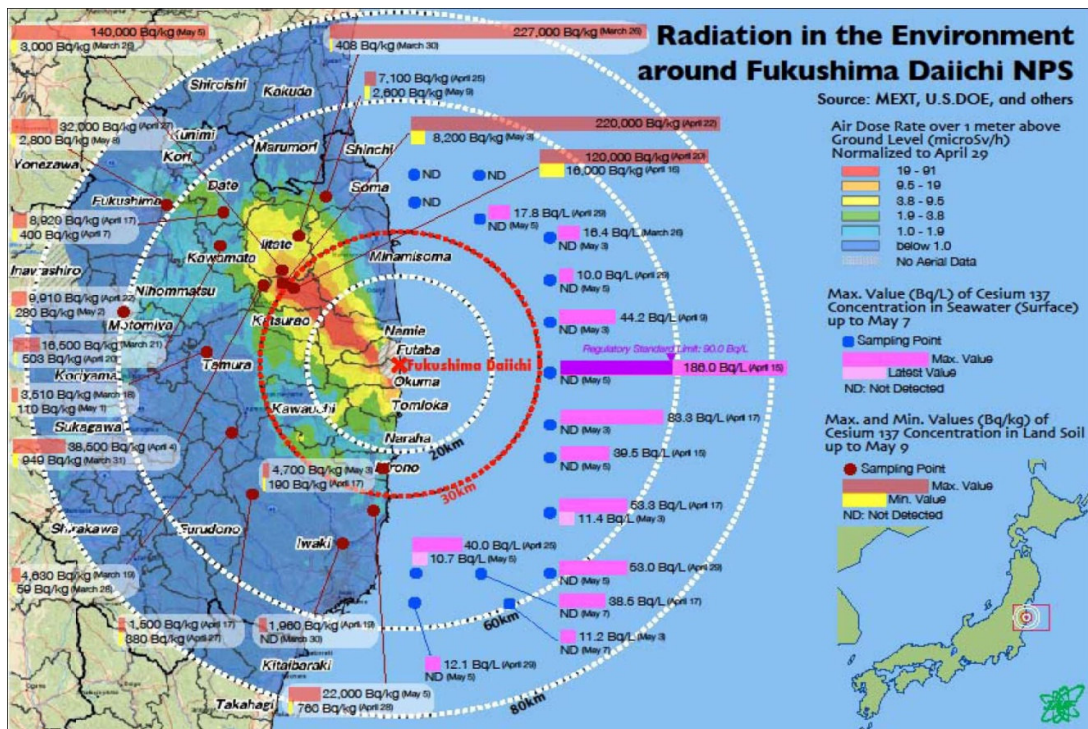 Radiation in the Environment
around Fukushima Daiichi NPS
Source: MEXT, U.S.DOE, and others
Air Dose Rate over 1 meter above
Ground Level (microSv/h)
Normalized to April 29
19 - 91
9.5 - 19
3.8 - 9.5
1.9 - 3.8
1.0 - 1.9
below 1.0
No Aerial Data
Max. Value (Bq/L) of Cesium 137
Concentration in Seawater (Surface)
up to May 7
Sampling Point
Max. Value
Latest Value
ND: Not Detected
Max. and Min. Values (Bq/kg) of
Cesium 137 Concentration in Land Soil
up to May 9
Sampling Point
Max. Value
Min. Value
ND: Not Detected
140,000 Bq/kg (May 5)
3,000 Bq/kg (March 26)
227,000 Bq/kg (March 26)
408 Bq/kg (March 30)
7,100 Bq/kg (April 25)
2,600 Bq/kg (May 9)
220,000 Bq/kg (April 22)
8,200 Bq/kg (May 3)
120,000 Bq/kg (April 20)
16,000 Bq/kg (April 16)
32,000 Bq/kg (April 27)
2,800 Bq/kg (May 8)
8,920 Bq/kg (April 17)
400 Bq/kg (April 7)
9,910 Bq/kg (April 22)
280 Bq/kg (May 2)
16,500 Bq/kg (March 21)
503 Bq/kg (April 20)
3,510 Bq/kg (March 18)
110 Bq/kg (May 1)
38,500 Bq/kg (April 4)
949 Bq/kg (March 31)
4,700 Bq/kg (May 3)
190 Bq/kg (April 17)
4,630 Bq/kg (March 19)
59 Bq/kg (March 28)
1,500 Bq/kg (April 17)
380 Bq/kg (April 27)
1,960 Bq/kg (April 19)
ND (March 30)
22,000 Bq/kg (May 5)
760 Bq/kg (April 28)
ND
ND
ND
17.8 Bq/L (April 29)
ND (May 5)
16.4 Bq/L (March 26)
ND (May 3)
10.0 Bq/L (April 29)
ND (May 5)
44.2 Bq/L (April 9)
ND (May 3)
Regulatory Standard Limit: 90.0 Bq/L
186.0 Bq/L (April 15)
ND (May 5)
83.3 Bq/L (April 17)
ND (May 3)
39.5 Bq/L (April 15)
ND (May 5)
53.3 Bq/L (April 17)
11.4 Bq/L (May 3)
40.0 Bq/L (April 25)
10.7 Bq/L (May 5)
53.0 Bq/L (April 29)
ND (May 5)
38.5 Bq/L (April 17)
ND (May 7)
11.2 Bq/L (May 3)
ND (May 7)
12.1 Bq/L (April 29)
ND (May 5)
Shiroishi
Kakuda
Kunimi
Marumori
Shinchi
Yonezawa
Kori
Date
Soma
Fukushima
Iitate
Minamisoma
Kawamata
Inawashiro
Nihommatsu
Motomiya
Katsurao
Namie
Futaba
Fukushima Daiichi
Okuma
Tamura
Koriyama
Tomioka
Kawauchi
Naraha
Sukagawa
Hirono
Shirakawa
Furudono
Iwaki
Kitaibaraki
Takahagi
20km
30km
60km
80km